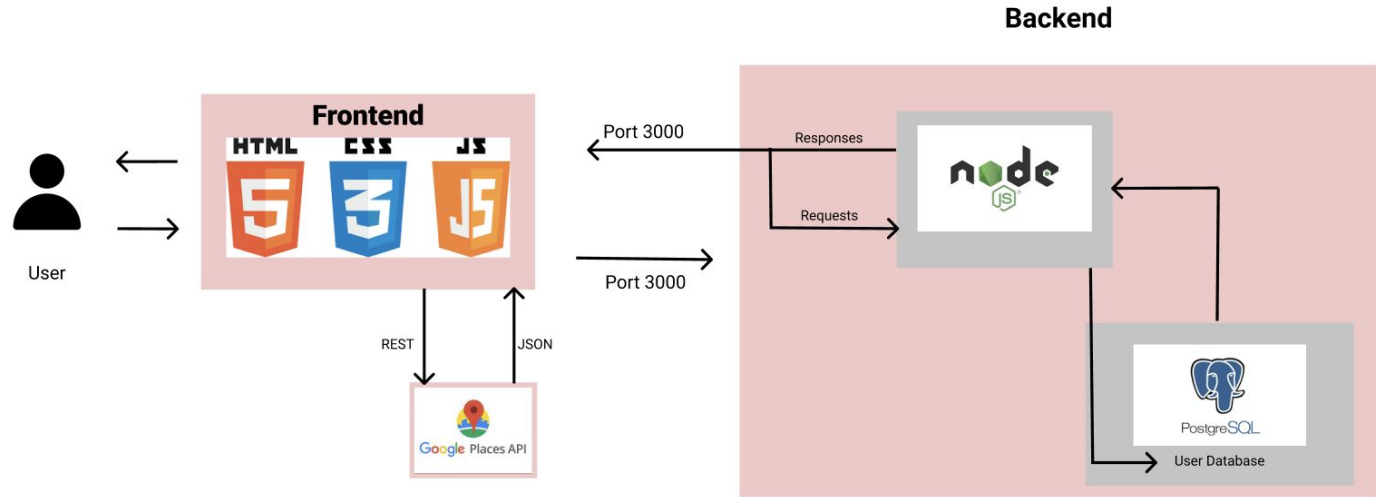 Backend
Frontend
HTML
CSS
JS
5
3
JS
User
Port 3000
Port 3000
Responses
Requests
node
JS
REST
JSON
Google Places API
PostgreSQL
User Database